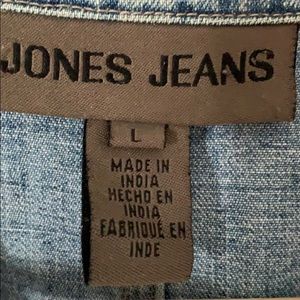 JONES JEANS
L
MADE IN
INDIA
HECHO EN
INDIA
FABRIQUÉ EN
INDE